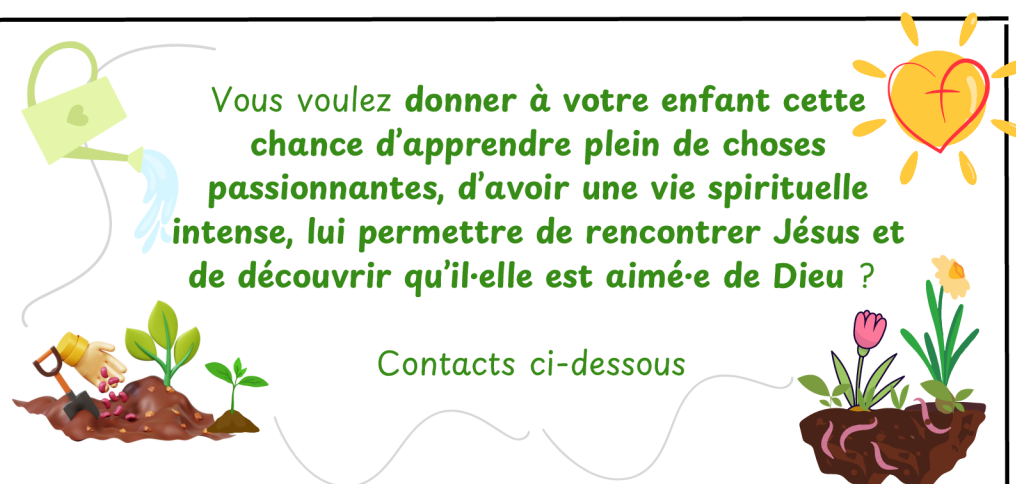 Vous voulez donner à votre enfant cette
chance d’apprendre plein de choses
passionnantes, d’avoir une vie spirituelle
intense, lui permettre de rencontrer Jésus et
de découvrir qu’il·elle est aimé·e de Dieu ?
Contacts ci-dessous